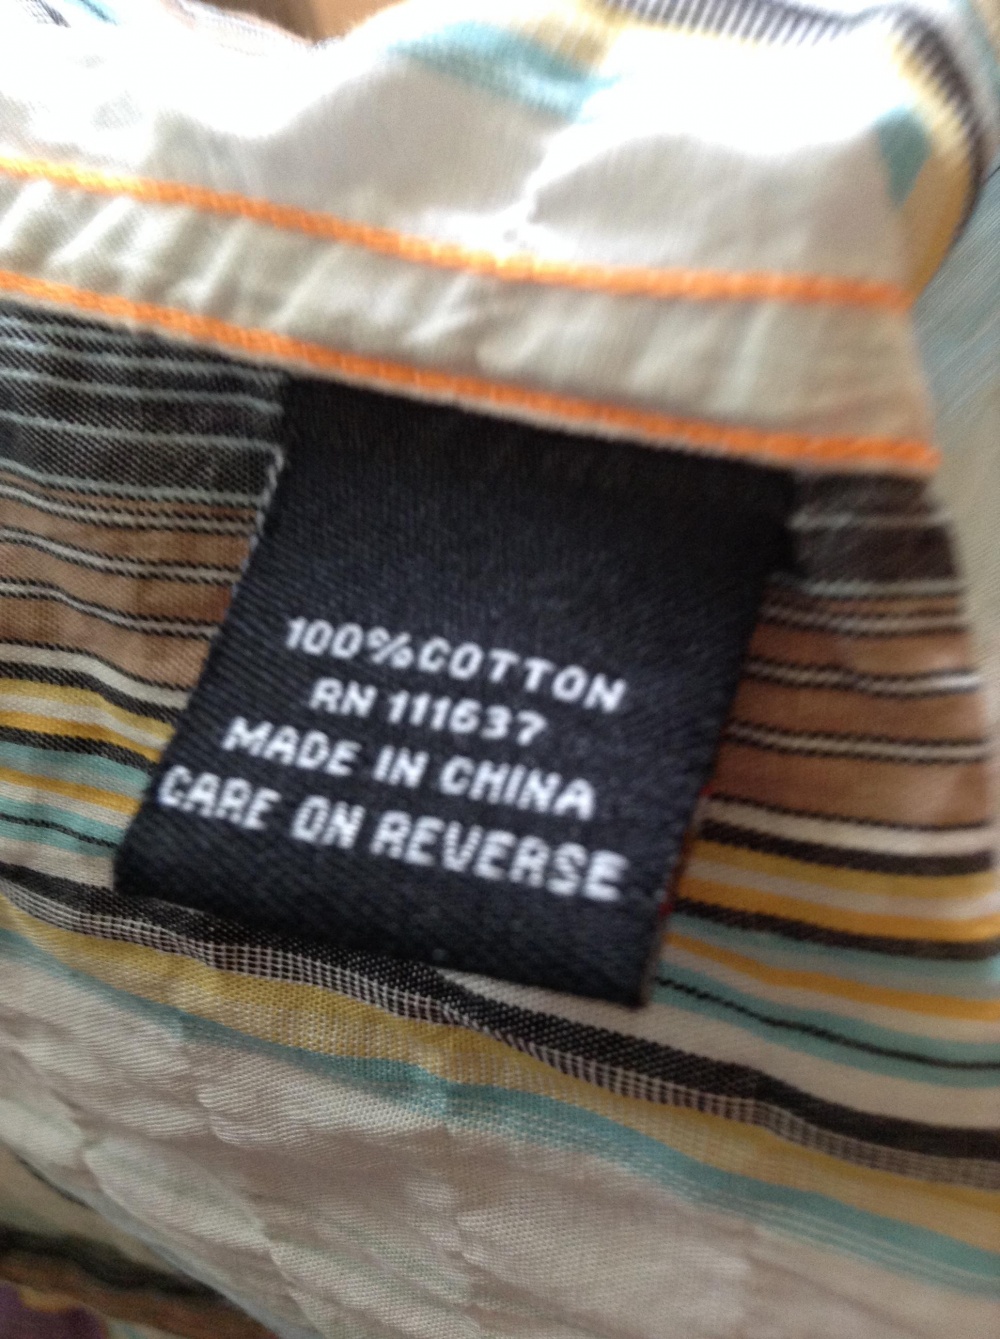 100% COTTON
RN 111637
MADE IN CHINA
CARE ON REVERSE